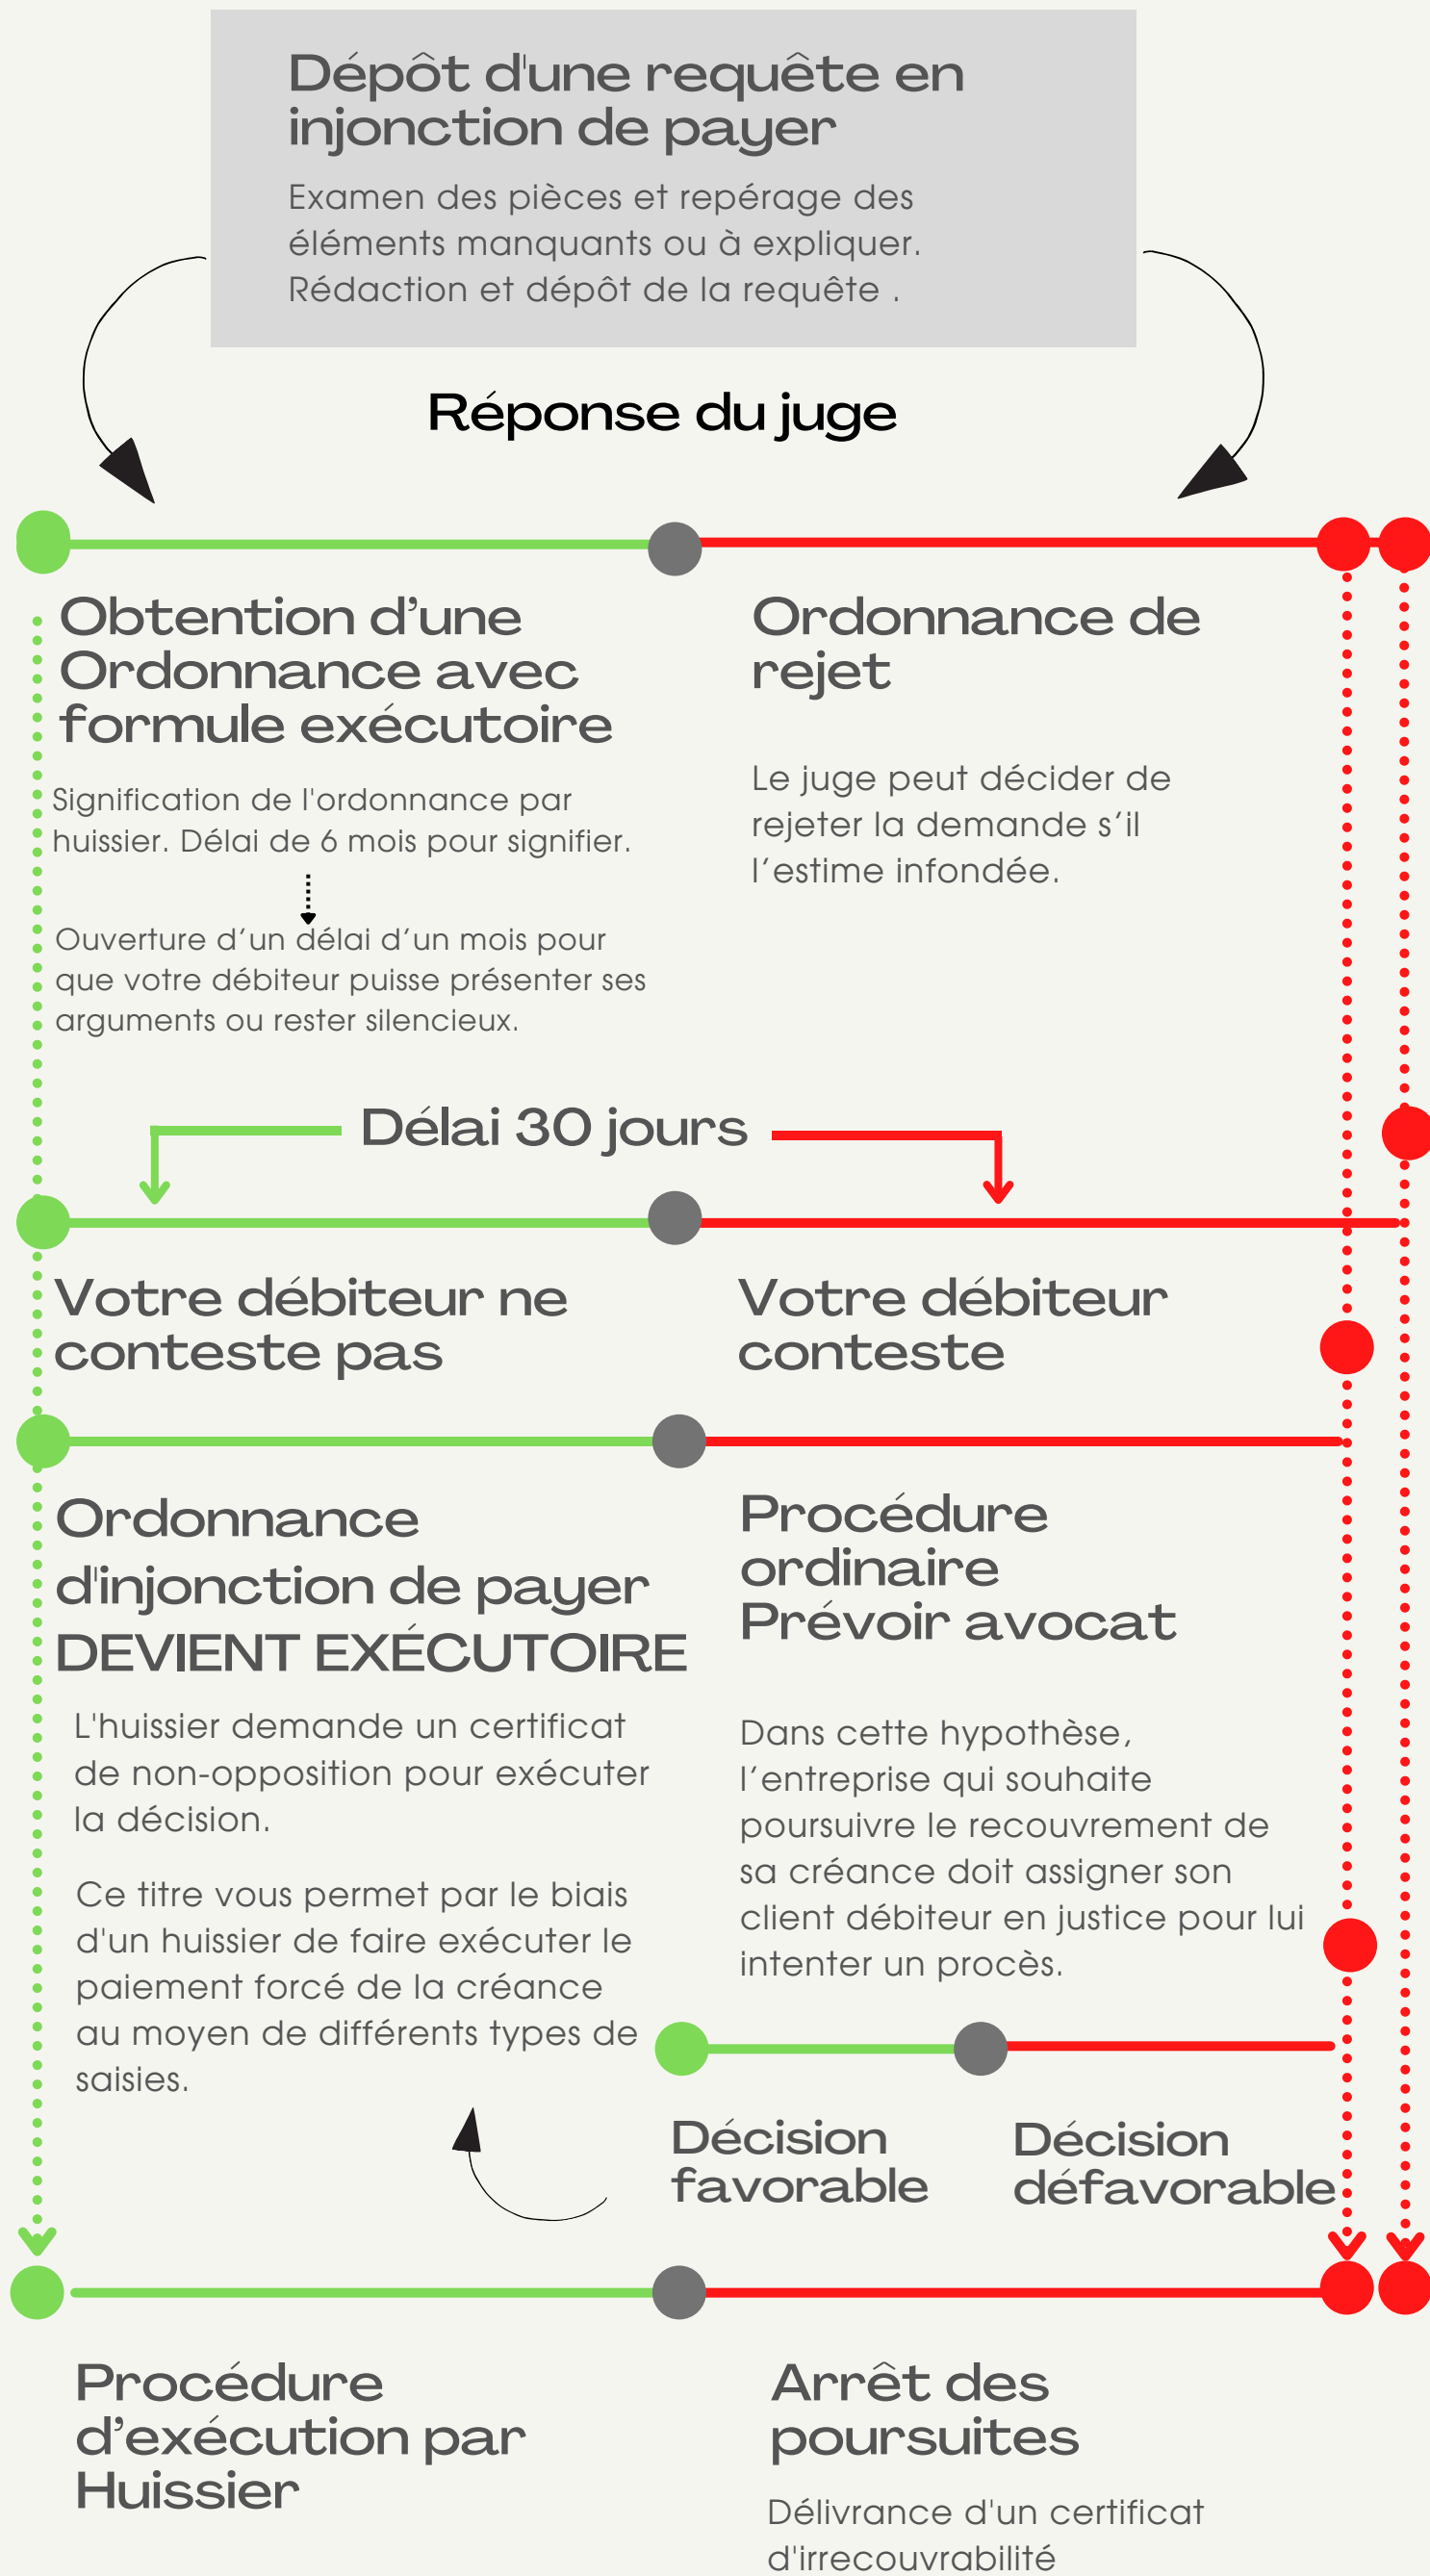 Dépôt d'une requête en
injonction de payer
Examen des pièces et repérage des
éléments manquants ou à expliquer.
Rédaction et dépôt de la requête .
Réponse du juge
Obtention d’une
Ordonnance avec
formule exécutoire
Signification de l'ordonnance par
huissier. Délai de 6 mois pour signifier.
Ouverture d’un délai d’un mois pour
que votre débiteur puisse présenter ses
arguments ou rester silencieux.
Ordonnance de
rejet
Le juge peut décider de
rejeter la demande s’il
l’estime infondée.
Délai 30 jours
Votre débiteur ne
conteste pas
Votre débiteur
conteste
Ordonnance
d'injonction de payer
DEVIENT EXÉCUTOIRE
L'huissier demande un certificat
de non-opposition pour exécuter
la décision.
Ce titre vous permet par le biais
d'un huissier de faire exécuter le
paiement forcé de la créance
au moyen de différents types de
saisies.
Procédure
ordinaire
Prévoir avocat
Dans cette hypothèse,
l’entreprise qui souhaite
poursuivre le recouvrement de
sa créance doit assigner son
client débiteur en justice pour lui
intenter un procès.
Décision
favorable
Décision
défavorable
Procédure
d’exécution par
Huissier
Arrêt des
poursuites
Délivrance d'un certificat
d'irrecouvrabilité